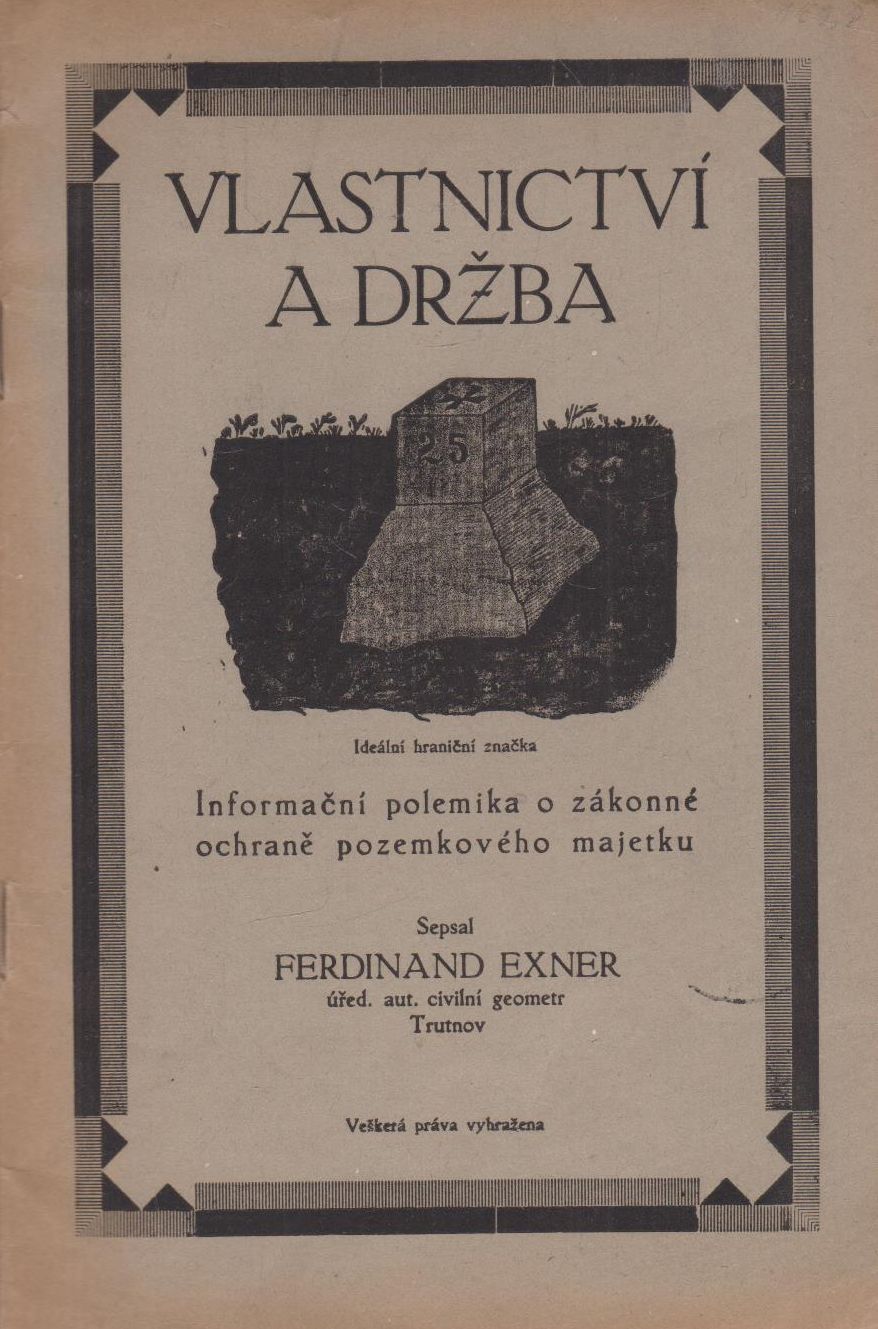 VLASTNICTVÍ
A DRŽBA
25
Ideální hraniční značka
Informační polemika o zákonné
ochraně pozemkového majetku
Sepsal
FERDINAND EXNER
úřed. aut. civilní geometr
Trutnov
Veškerá práva vyhražena